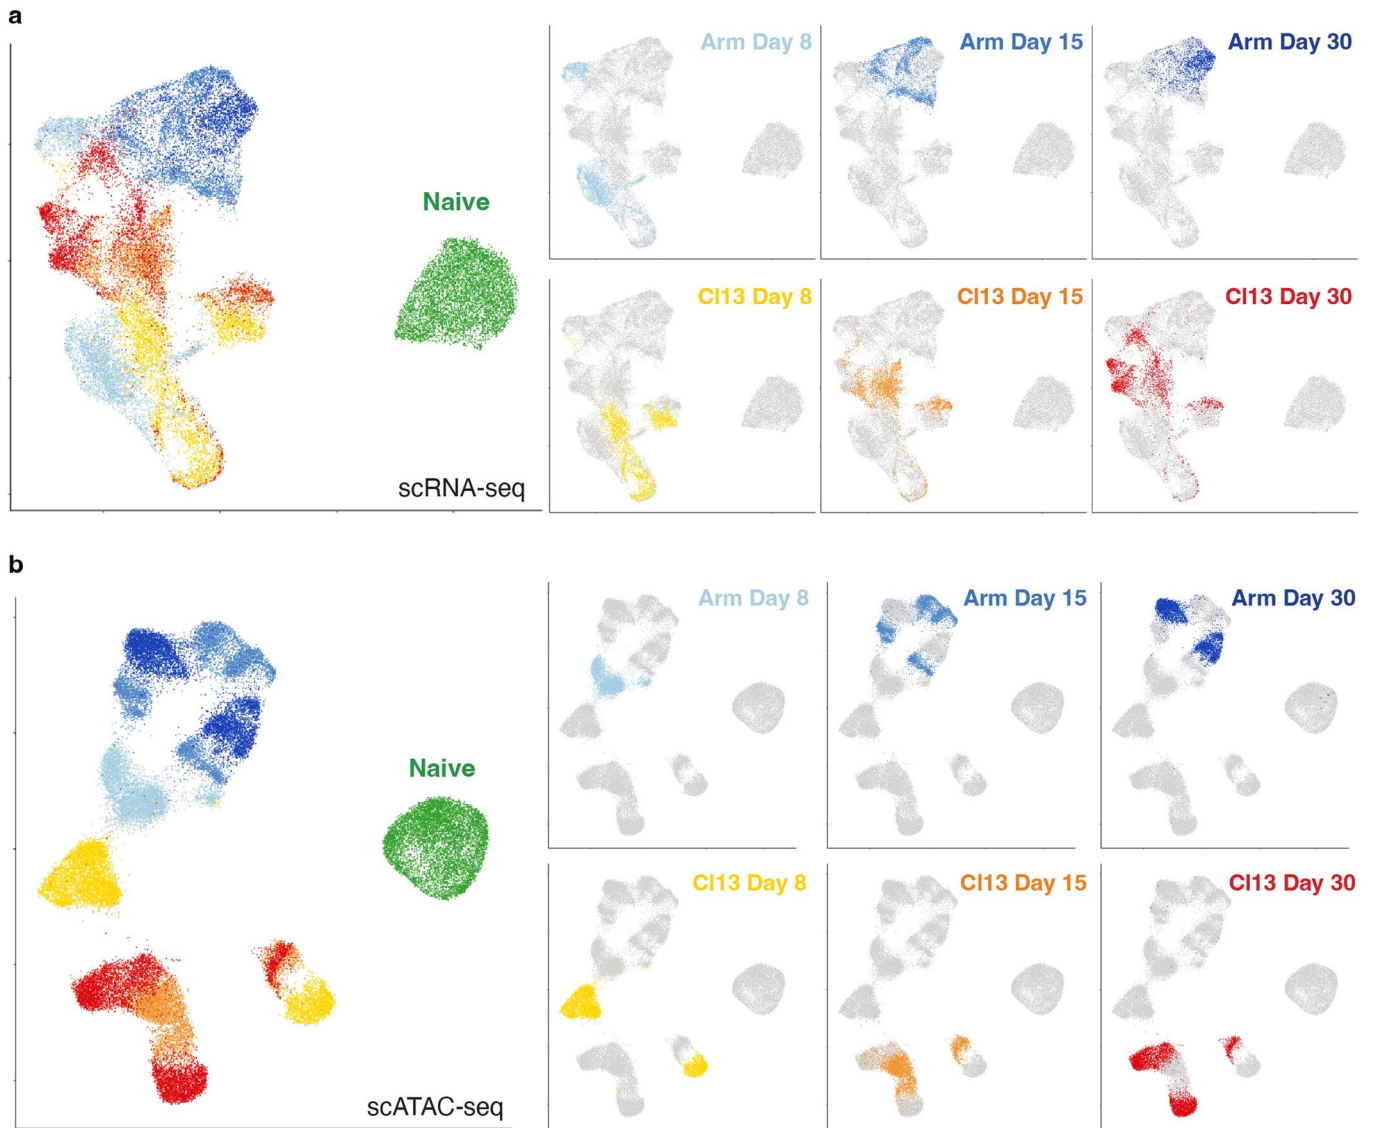 a
Arm Day 8
Arm Day 15
Arm Day 30
Naive
Cl13 Day 8
Cl13 Day 15
Cl13 Day 30
scRNA-seq
b
Arm Day 8
Arm Day 15
Arm Day 30
Naive
Cl13 Day 8
Cl13 Day 15
Cl13 Day 30
scATAC-seq